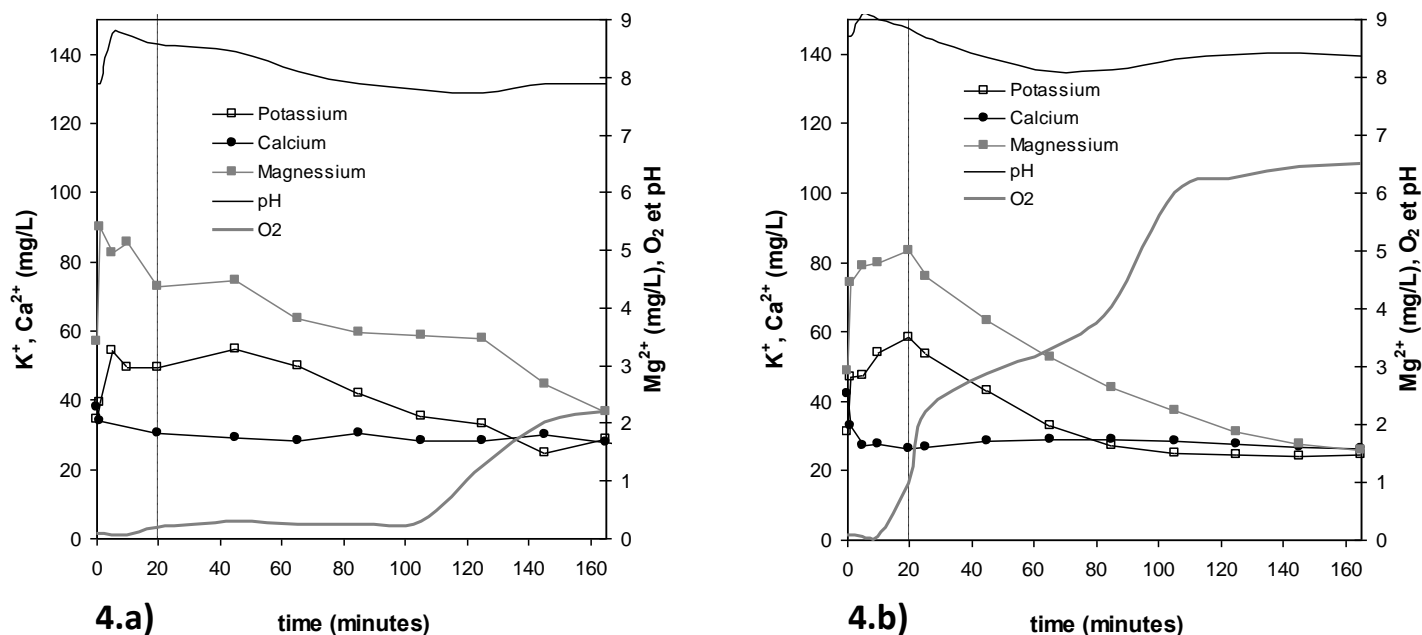 140
120
100
80
60
40
20
0
K⁺, Ca²⁺ (mg/L)
9
8
7
6
5
4
3
2
1
0
Mg²⁺ (mg/L), O₂ et pH
Potassium
Calcium
Magnessium
pH
O2
0 20 40 60 80 100 120 140 160
4.a) time (minutes)
140
120
100
80
60
40
20
0
K⁺, Ca²⁺ (mg/L)
9
8
7
6
5
4
3
2
1
0
Mg²⁺ (mg/L), O₂ et pH
Potassium
Calcium
Magnessium
pH
O2
0 20 40 60 80 100 120 140 160
4.b) time (minutes)